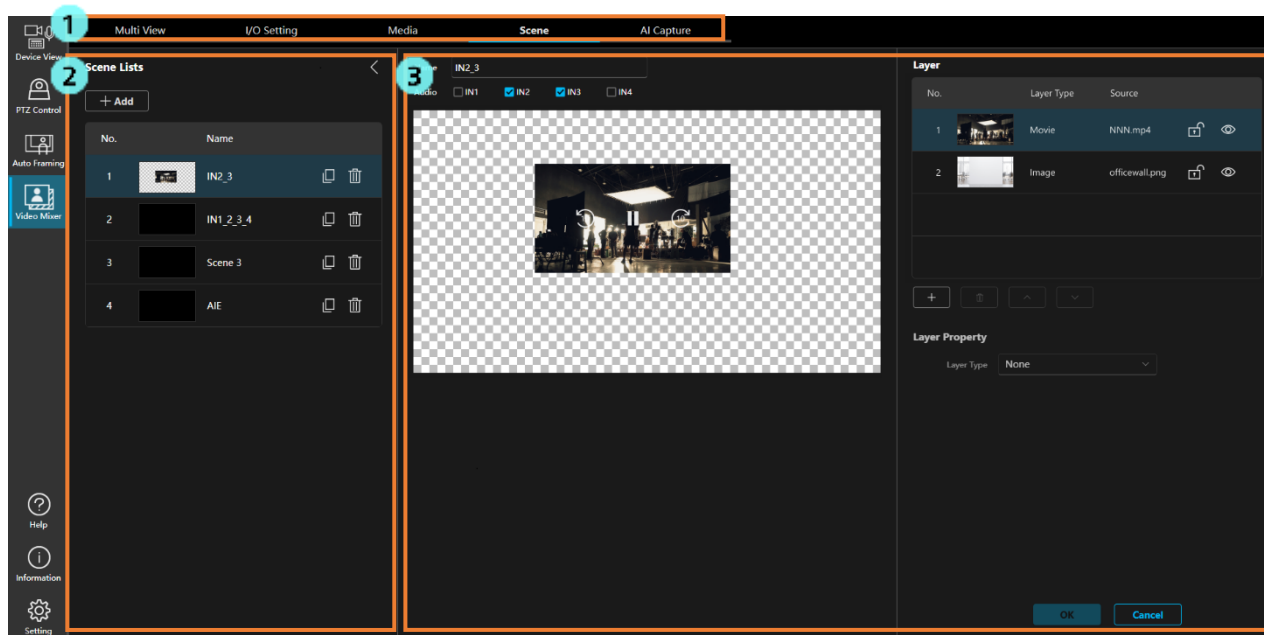 1
Multi View
I/O Setting
Media
Scene
AI Capture
Device View
PTZ Control
Auto Framing
Video Mixer
Help
Information
Setting
2
Scene Lists
+ Add
No. Name
1 IN2_3
2 IN1_2_3_4
3 Scene 3
4 AIE
3
IN2_3
Audio IN1 IN2 IN3 IN4
10
Layer
No. Layer Type Source
1 Movie NNN.mp4
2 Image officewall.png
+
Layer Property
Layer Type None
OK Cancel